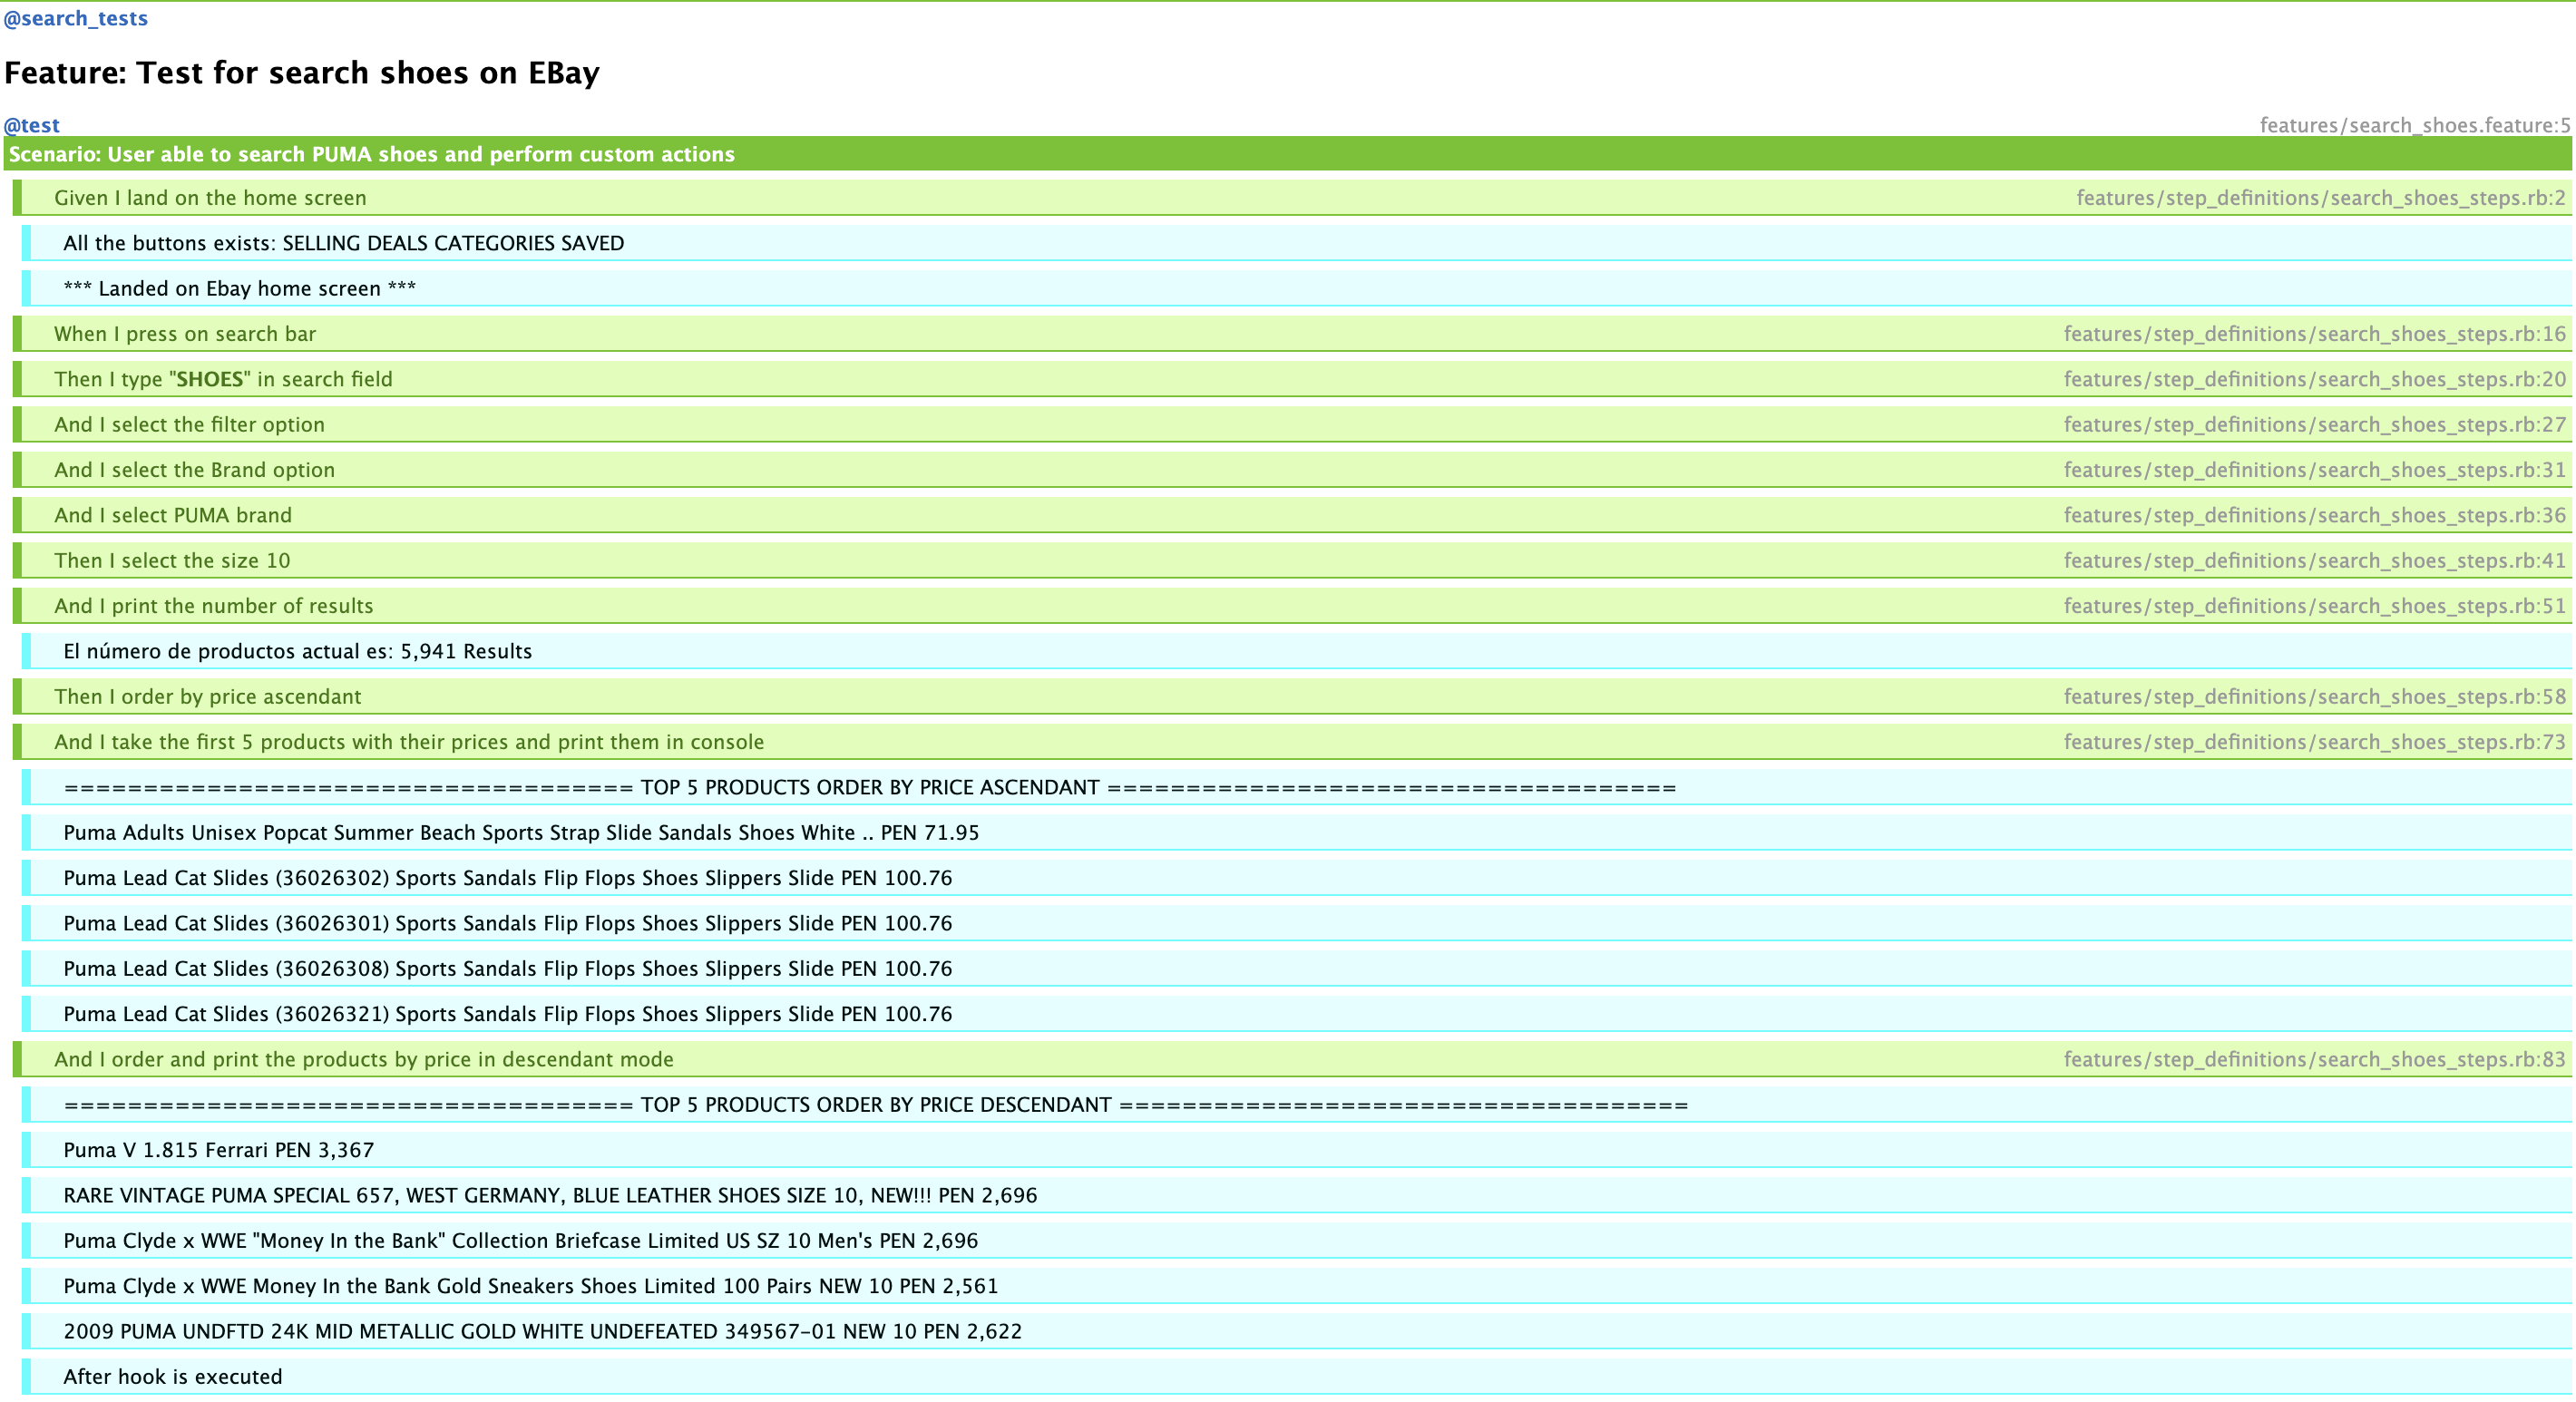 @search_tests
Feature: Test for search shoes on EBay
@test features/search_shoes.feature:5
Scenario: User able to search PUMA shoes and perform custom actions
Given I land on the home screen features/step_definitions/search_shoes_steps.rb:2
All the buttons exists: SELLING DEALS CATEGORIES SAVED
*** Landed on Ebay home screen ***
When I press on search bar features/step_definitions/search_shoes_steps.rb:16
Then I type "SHOES" in search field features/step_definitions/search_shoes_steps.rb:20
And I select the filter option features/step_definitions/search_shoes_steps.rb:27
And I select the Brand option features/step_definitions/search_shoes_steps.rb:31
And I select PUMA brand features/step_definitions/search_shoes_steps.rb:36
Then I select the size 10 features/step_definitions/search_shoes_steps.rb:41
And I print the number of results features/step_definitions/search_shoes_steps.rb:51
El número de productos actual es: 5,941 Results
Then I order by price ascendant features/step_definitions/search_shoes_steps.rb:58
And I take the first 5 products with their prices and print them in console features/step_definitions/search_shoes_steps.rb:73
==================================== TOP 5 PRODUCTS ORDER BY PRICE ASCENDANT ====================================
Puma Adults Unisex Popcat Summer Beach Sports Strap Slide Sandals Shoes White .. PEN 71.95
Puma Lead Cat Slides (36026302) Sports Sandals Flip Flops Shoes Slippers Slide PEN 100.76
Puma Lead Cat Slides (36026301) Sports Sandals Flip Flops Shoes Slippers Slide PEN 100.76
Puma Lead Cat Slides (36026308) Sports Sandals Flip Flops Shoes Slippers Slide PEN 100.76
Puma Lead Cat Slides (36026321) Sports Sandals Flip Flops Shoes Slippers Slide PEN 100.76
And I order and print the products by price in descendant mode features/step_definitions/search_shoes_steps.rb:83
==================================== TOP 5 PRODUCTS ORDER BY PRICE DESCENDANT ====================================
Puma V 1.815 Ferrari PEN 3,367
RARE VINTAGE PUMA SPECIAL 657, WEST GERMANY, BLUE LEATHER SHOES SIZE 10, NEW!!! PEN 2,696
Puma Clyde x WWE "Money In the Bank" Collection Briefcase Limited US SZ 10 Men's PEN 2,696
Puma Clyde x WWE Money In the Bank Gold Sneakers Shoes Limited 100 Pairs NEW 10 PEN 2,561
2009 PUMA UNDFTD 24K MID METALLIC GOLD WHITE UNDEFEATED 349567-01 NEW 10 PEN 2,622
After hook is executed